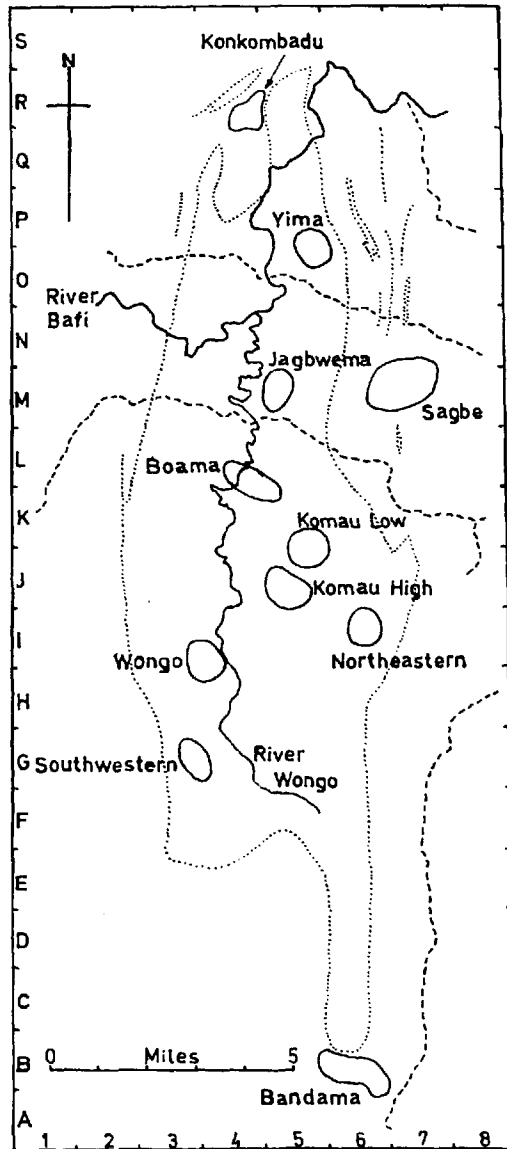 S
Konkombadu
N
R
Q
P
Yima
O
River
Bafi
N
Jagbwema
M
Sagbe
L
Boama
K
Komau Low
J
Komau High
I
Northeastern
Wongo
H
G
Southwestern
River
Wongo
F
E
D
C
0 Miles 5
B
Bandama
A
1 2 3 4 5 6 7 8